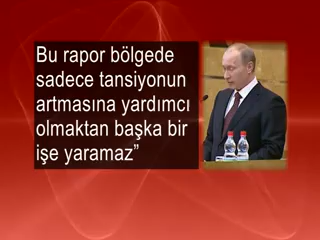 Bu rapor bölgede
sadece tansiyonun
artmasına yardımcı
olmaktan başka bir
işe yaramaz”